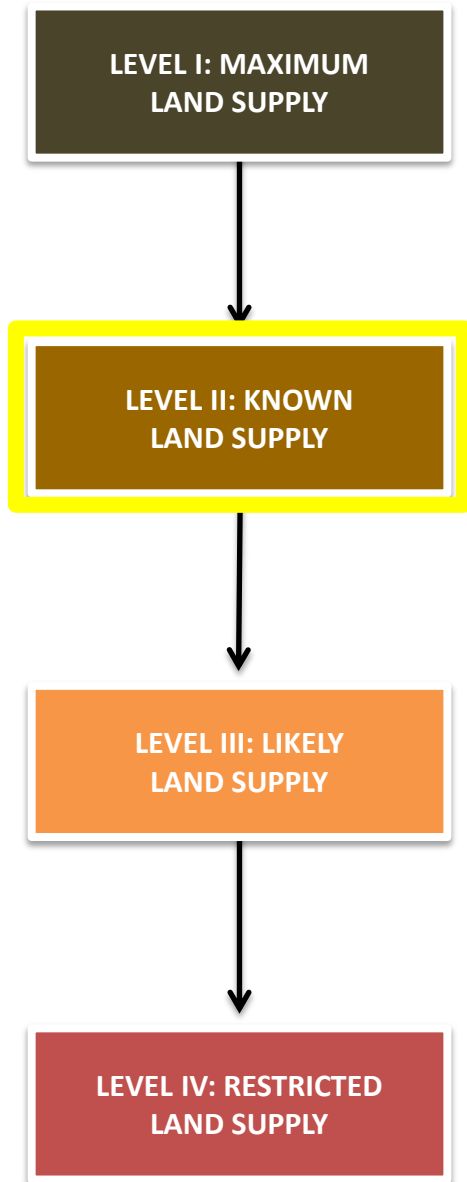 LEVEL I: MAXIMUM
LAND SUPPLY
LEVEL II: KNOWN
LAND SUPPLY
LEVEL III: LIKELY
LAND SUPPLY
LEVEL IV: RESTRICTED
LAND SUPPLY